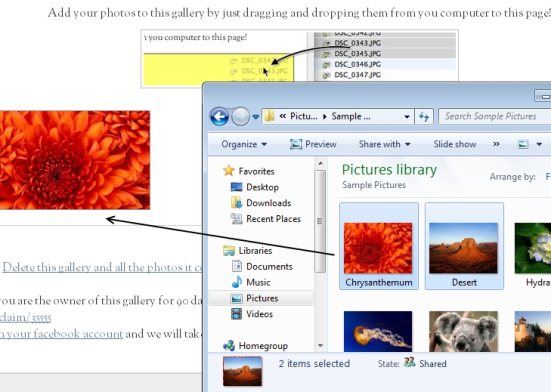 Add your photos to this gallery by just dragging and dropping them from you computer to this page!
n you computer to this page!
DSC_0342.JPG
DSC_0343.JPG
DSC_0345.JPG
DSC_0346.JPG
DSC_0347.JPG
DSC_0343.JPG
« Pictu... ▸ Sample ...
Search Sample Pictures
Organize
Preview
Share with
Slide show
»
Favorites
Desktop
Downloads
Recent Places
Libraries
Documents
Music
Pictures
Videos
Homegroup
Pictures library
Sample Pictures
Arrange by: F
Chrysanthemum
Desert
Hydra
2 items selected
State: Shared
Delete this gallery and all the photos it co
ou are the owner of this gallery for 90 da
claim/35555
n your facebook account and we will take